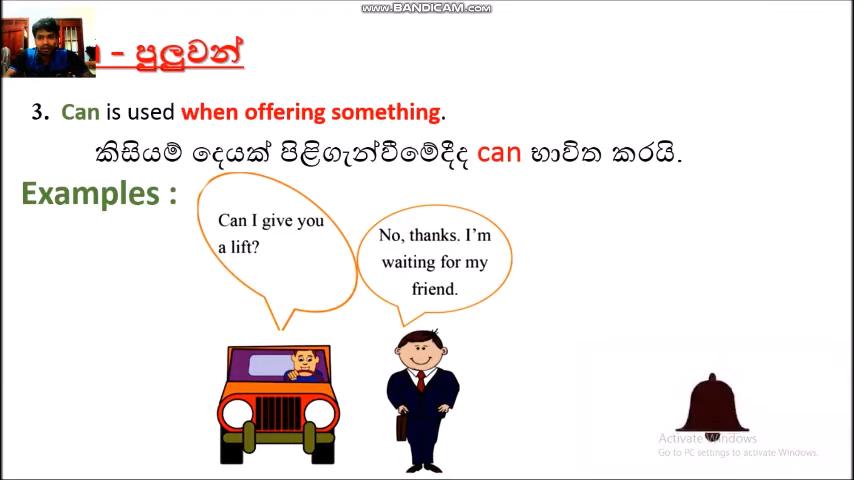 WWW.BANDICAM.COM
– පුලුවන්
3. Can is used when offering something.
කිසියම් දෙයක් පිළිගැන්වීමේදීද can භාවිත කරයි.
Examples :
Can I give you
a lift?
No, thanks. I'm
waiting for my
friend.
Activate Windows
Go to PC settings to activate Windows.